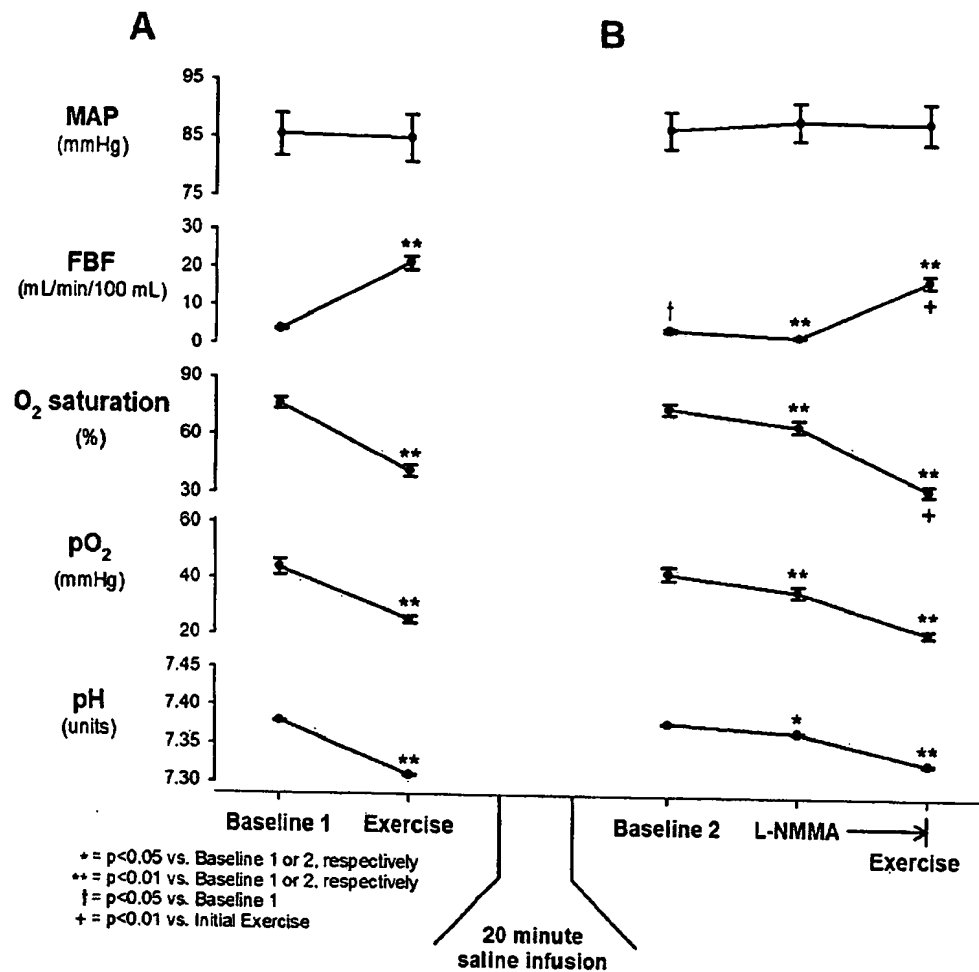 A
B
MAP
(mmHg)
95
85
75
FBF
(mL/min/100 mL)
30
20
10
0
**
†
**
**
+
O2 saturation
(%)
90
60
30
**
**
**
+
pO2
(mmHg)
60
40
20
**
**
**
pH
(units)
7.45
7.40
7.35
7.30
**
*
**
Baseline 1 Exercise
Baseline 2 L-NMMA
Exercise
* = p<0.05 vs. Baseline 1 or 2, respectively
** = p<0.01 vs. Baseline 1 or 2, respectively
† = p<0.05 vs. Baseline 1
+ = p<0.01 vs. Initial Exercise
20 minute
saline infusion